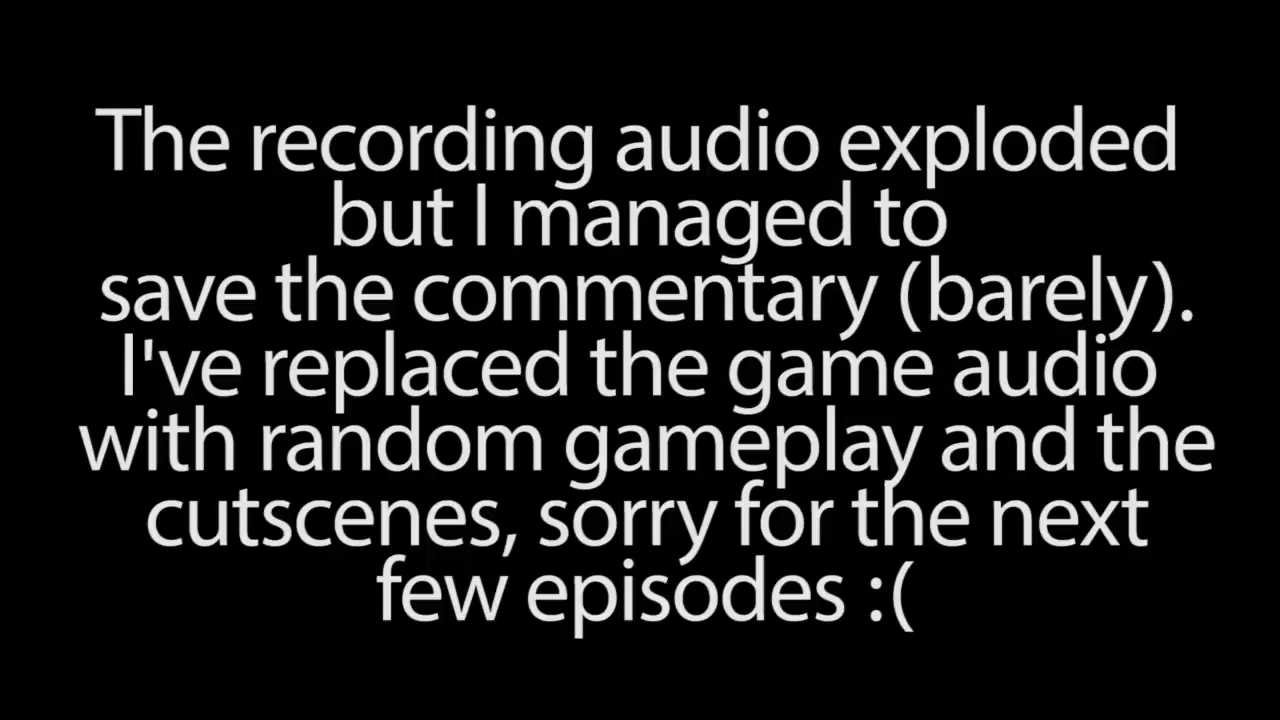 The recording audio exploded
but I managed to
save the commentary (barely).
I've replaced the game audio
with random gameplay and the
cutscenes, sorry for the next
few episodes :(